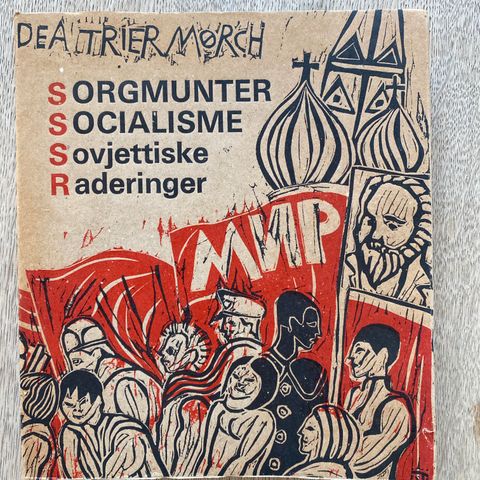 DEA TRIER MØRCH
SORGMUNTER
SOCIALISME
Sovjettiske
Raderinger
МИР